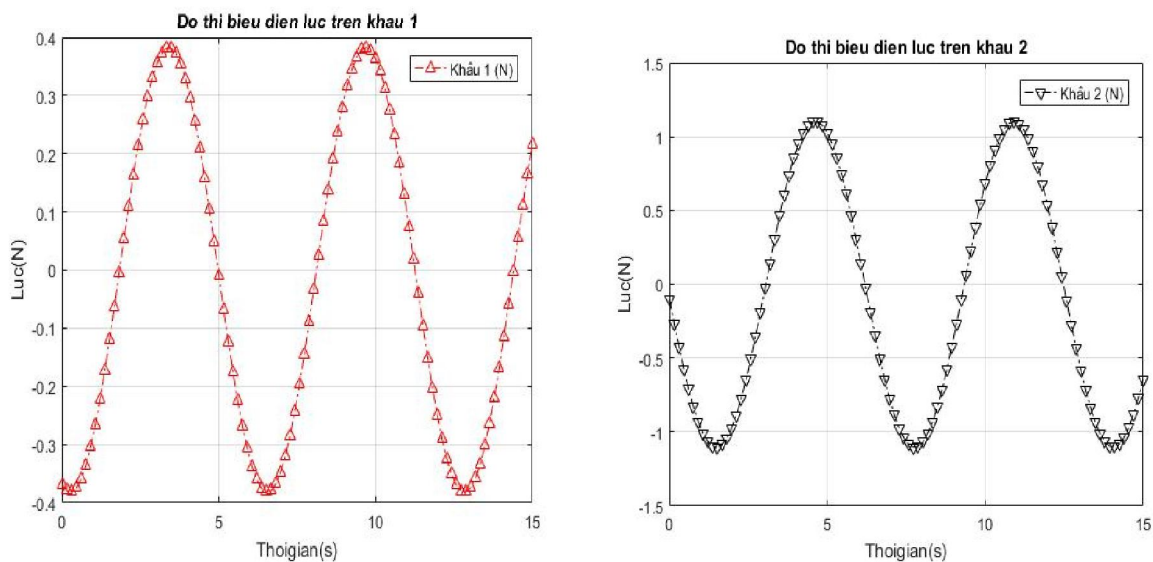 Do thi bieu dien luc tren khau 1
0.4
0.3
0.2
0.1
0
-0.1
-0.2
-0.3
-0.4
Luc(N)
Khâu 1 (N)
0 5 10 15
Thoigian(s)
Do thi bieu dien luc tren khau 2
1.5
1
0.5
0
-0.5
-1
-1.5
Luc(N)
Khâu 2 (N)
0 5 10 15
Thoigian(s)